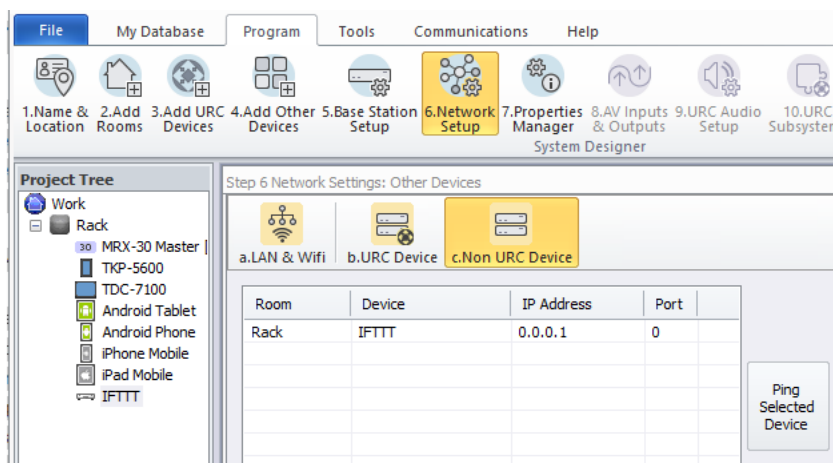 File My Database Program Tools Communications Help
1.Name & Location
2.Add Rooms
3.Add URC Devices
4.Add Other Devices
5.Base Station Setup
6.Network Setup
7.Properties Manager
8.AV Inputs & Outputs
9.URC Audio Setup
10.URC Subsyster
System Designer
Project Tree
Work
Rack
30 MRX-30 Master
TKP-5600
TDC-7100
Android Tablet
Android Phone
iPhone Mobile
iPad Mobile
IFTTT
Step 6 Network Settings: Other Devices
a.LAN & Wifi b.URC Device c.Non URC Device
Room Device IP Address Port
Rack IFTTT 0.0.0.1 0
Ping
Selected
Device